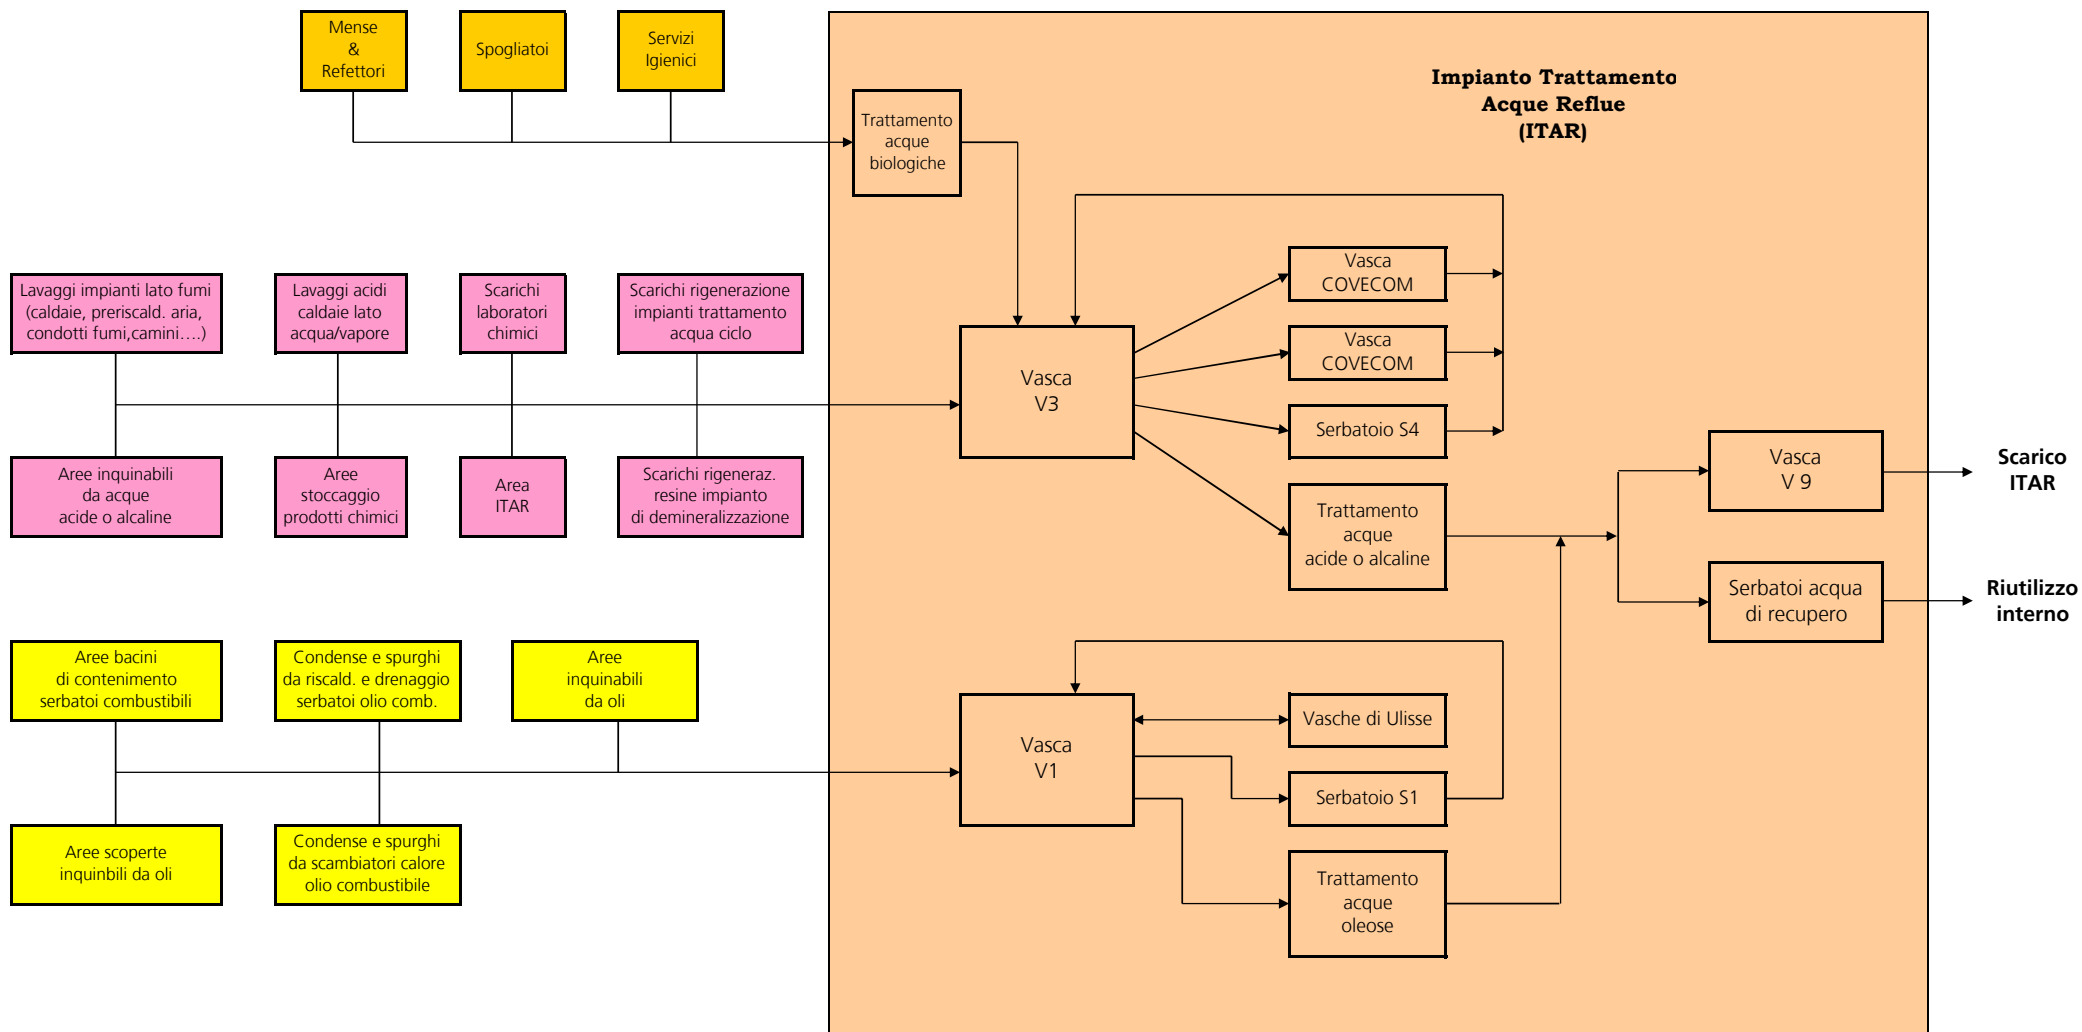 Mense
&
Refettori
Spogliatoi
Servizi
Igienici
Impianto Trattamento
Acque Reflue
(ITAR)
Trattamento
acque
biologiche
Lavaggi impianti lato fumi
(caldaie, preriscald. aria,
condotti fumi,camini....)
Lavaggi acidi
caldaie lato
acqua/vapore
Scarichi
laboratori
chimici
Scarichi rigenerazione
impianti trattamento
acqua ciclo
Vasca
COVECOM
Vasca
COVECOM
Vasca
V3
Serbatoio S4
Aree inquinabili
da acque
acide o alcaline
Aree
stoccaggio
prodotti chimici
Area
ITAR
Scarichi rigeneraz.
resine impianto
di demineralizzazione
Trattamento
acque
acide o alcaline
Vasca
V 9
Scarico
ITAR
Serbatoi acqua
di recupero
Riutilizzo
interno
Aree bacini
di contenimento
serbatoi combustibili
Condense e spurghi
da riscald. e drenaggio
serbatoi olio comb.
Aree
inquinabili
da oli
Vasca
V1
Vasche di Ulisse
Serbatoio S1
Aree scoperte
inquinbili da oli
Condense e spurghi
da scambiatori calore
olio combustibile
Trattamento
acque
oleose